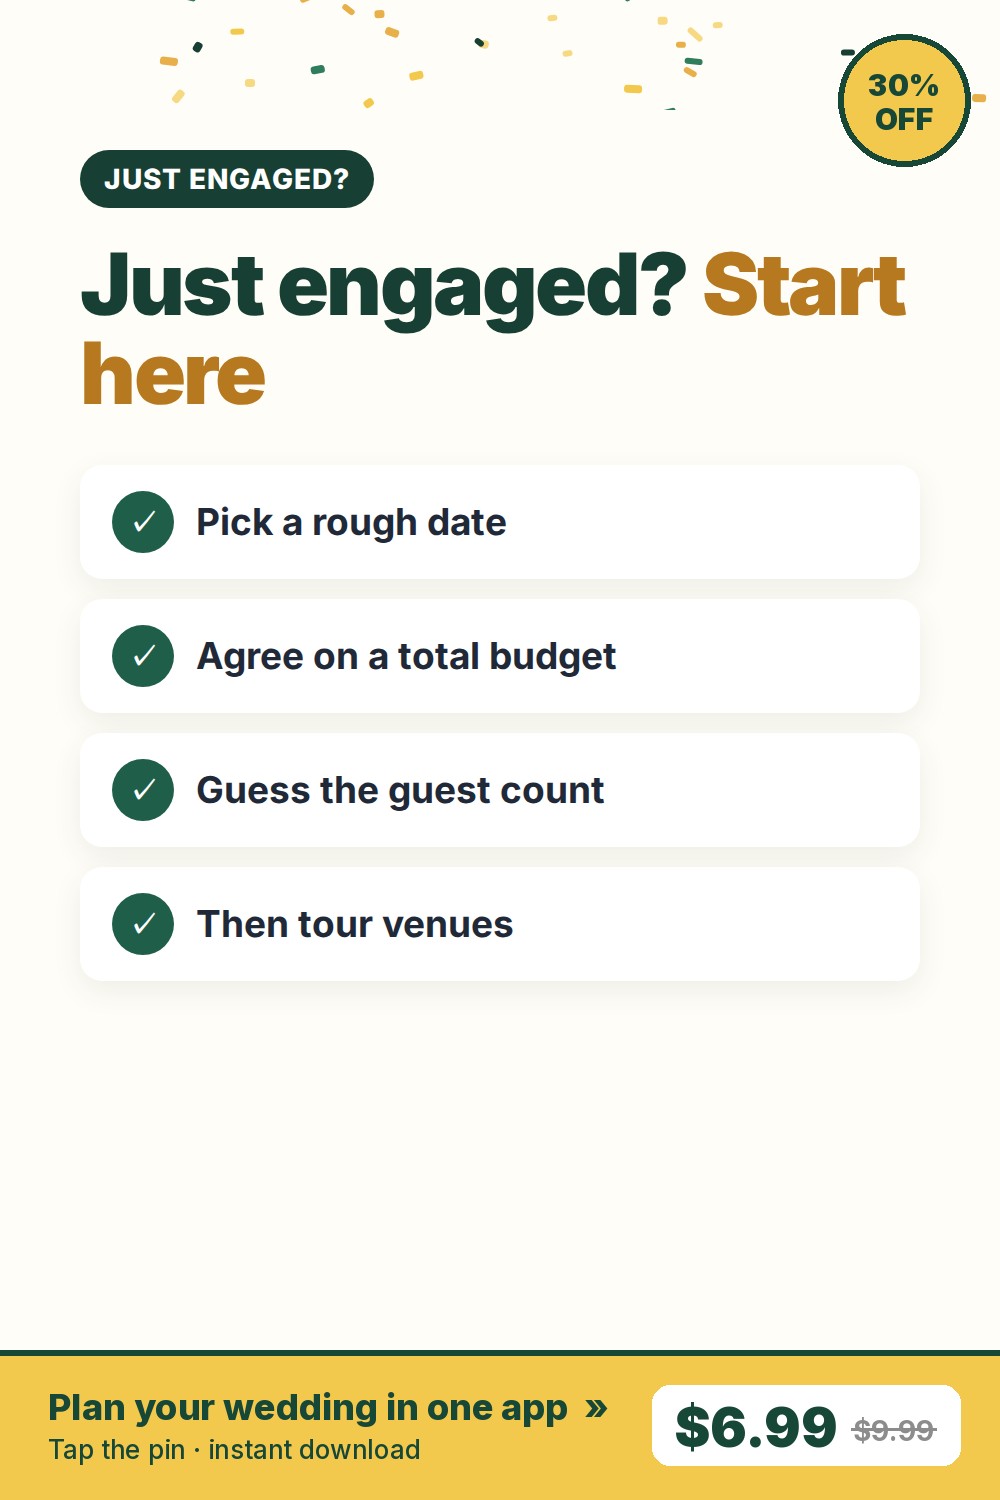 30%
OFF
JUST ENGAGED?
Just engaged? Start
here
✓ Pick a rough date
✓ Agree on a total budget
✓ Guess the guest count
✓ Then tour venues
Plan your wedding in one app »
Tap the pin · instant download
$6.99 $9.99